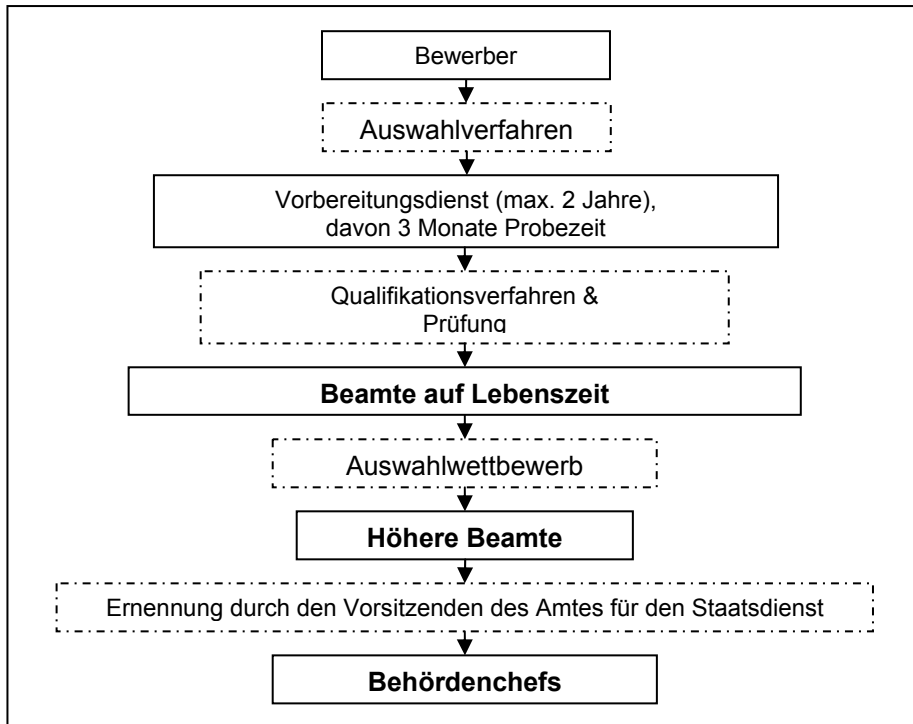 Bewerber
Auswahlverfahren
Vorbereitungsdienst (max. 2 Jahre),
davon 3 Monate Probezeit
Qualifikationsverfahren &
Prüfung
Beamte auf Lebenszeit
Auswahlwettbewerb
Höhere Beamte
Ernennung durch den Vorsitzenden des Amtes für den Staatsdienst
Behördenchefs